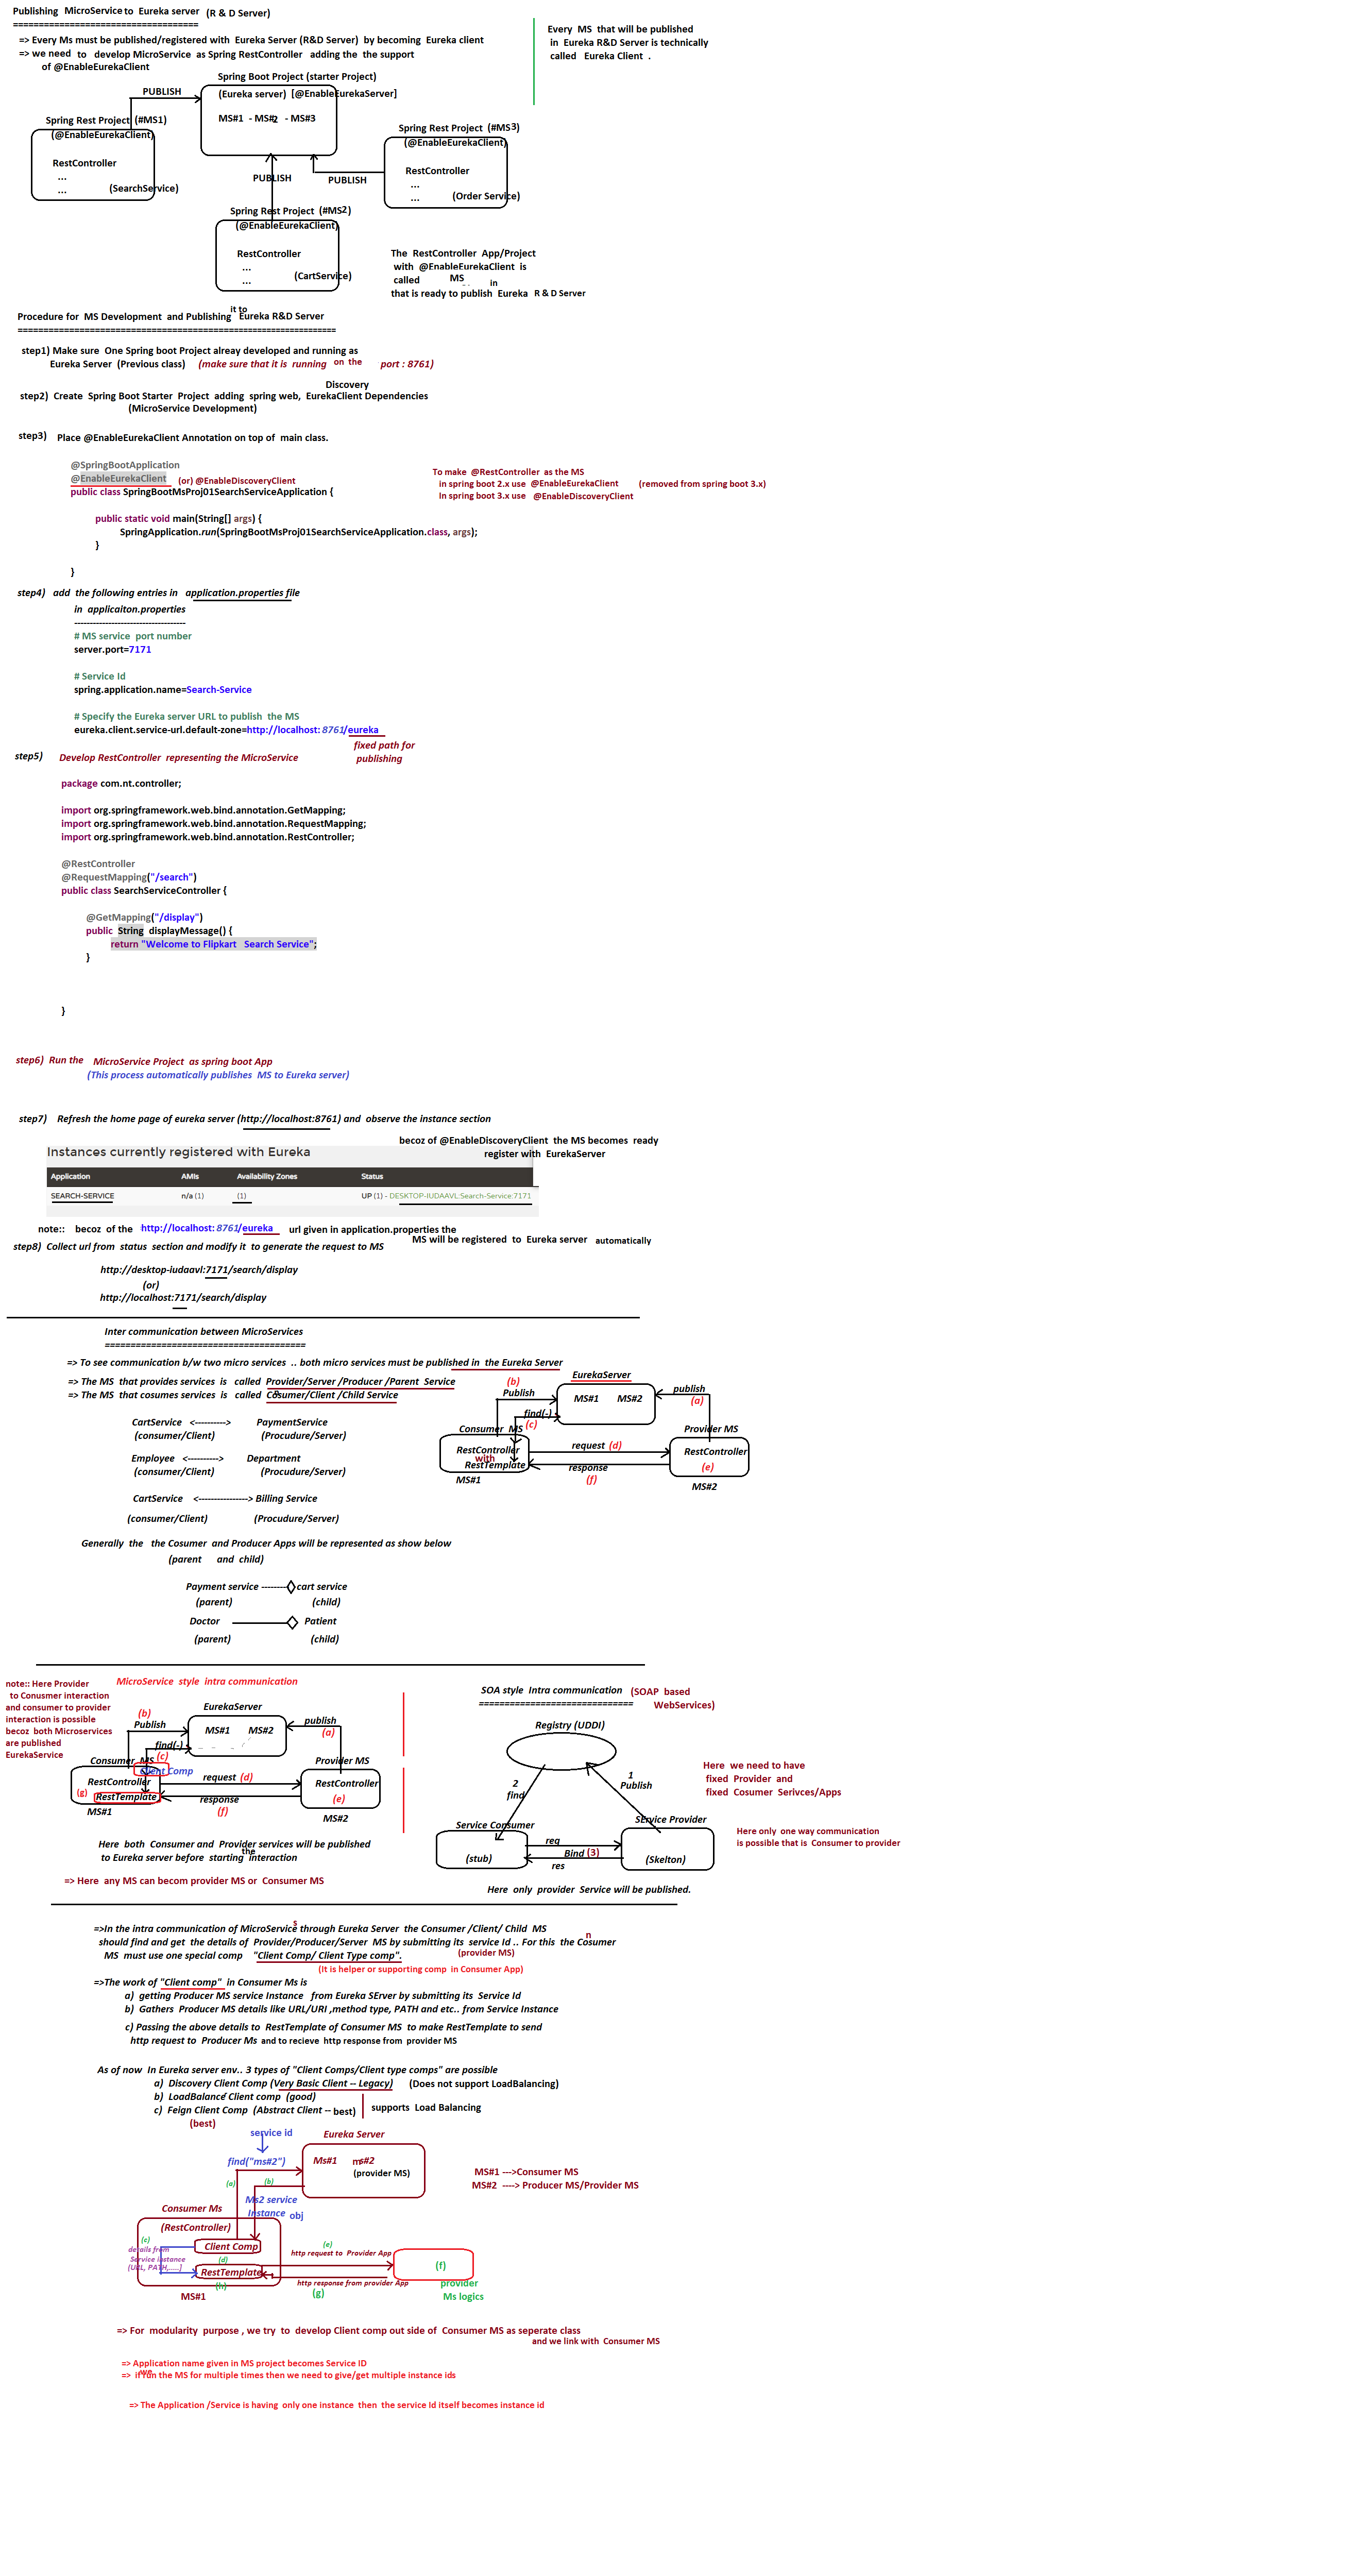 Publishing MicroService to Eureka server (R & D Server)
====================================
=> Every Ms must be published/registered with Eureka Server (R&D Server) by becoming Eureka client
=> we need to develop MicroService as Spring RestController adding the the support
of @EnableEurekaClient
Every MS that will be published
in Eureka R&D Server is technically
called Eureka Client .
Spring Boot Project (starter Project)
(Eureka server) [@EnableEurekaServer]
MS#1 - MS#2 - MS#3
PUBLISH
Spring Rest Project (#MS1)
(@EnableEurekaClient)
RestController
...
...
(SearchService)
PUBLISH
PUBLISH
Spring Rest Project (#MS3)
(@EnableEurekaClient)
RestController
...
...
(Order Service)
Spring Rest Project (#MS2)
(@EnableEurekaClient)
RestController
...
...
(CartService)
The RestController App/Project
with @EnableEurekaClient is
called MS
that is ready to publish in Eureka R & D Server
Procedure for MS Development and Publishing it to Eureka R&D Server
==============================================================
step1) Make sure One Spring boot Project alreay developed and running as
Eureka Server (Previous class) (make sure that it is running on the port : 8761)
step2) Create Spring Boot Starter Project adding spring web, EurekaClient Discovery Dependencies
(MicroService Development)
step3) Place @EnableEurekaClient Annotation on top of main class.
@SpringBootApplication
@EnableEurekaClient (or) @EnableDiscoveryClient
public class SpringBootMsProj01SearchServiceApplication {
public static void main(String[] args) {
SpringApplication.run(SpringBootMsProj01SearchServiceApplication.class, args);
}
}
To make @RestController as the MS
in spring boot 2.x use @EnableEurekaClient (removed from spring boot 3.x)
In spring boot 3.x use @EnableDiscoveryClient
step4) add the following entries in application.properties file
in applicaiton.properties
------------------------------------
# MS service port number
server.port=7171
# Service Id
spring.application.name=Search-Service
# Specify the Eureka server URL to publish the MS
eureka.client.service-url.default-zone=http://localhost: 8761/eureka
fixed path for
publishing
step5) Develop RestController representing the MicroService
package com.nt.controller;
import org.springframework.web.bind.annotation.GetMapping;
import org.springframework.web.bind.annotation.RequestMapping;
import org.springframework.web.bind.annotation.RestController;
@RestController
@RequestMapping("/search")
public class SearchServiceController {
@GetMapping("/display")
public String displayMessage() {
return "Welcome to Flipkart Search Service";
}
}
step6) Run the MicroService Project as spring boot App
(This process automatically publishes MS to Eureka server)
step7) Refresh the home page of eureka server (http://localhost:8761) and observe the instance section
becoz of @EnableDiscoveryClient the MS becomes ready
register with EurekaServer
Instances currently registered with Eureka
Application AMIs Availability Zones Status
SEARCH-SERVICE n/a (1) (1) UP (1) - DESKTOP-IUDAAVL:Search-Service:7171
note:: becoz of the http://localhost: 8761/eureka url given in application.properties the
MS will be registered to Eureka server automatically
step8) Collect url from status section and modify it to generate the request to MS
http://desktop-iudaavl:7171/search/display
(or)
http://localhost:7171/search/display
Inter communication between MicroServices
=======================================
=> To see communication b/w two micro services .. both micro services must be published in the Eureka Server
=> The MS that provides services is called Provider/Server /Producer /Parent Service
=> The MS that cosumes services is called Cosumer/Client /Child Service
n
CartService <----------> PaymentService
(consumer/Client) (Procudure/Server)
Employee <----------> Department
(consumer/Client) (Procudure/Server)
CartService <----------------> Billing Service
(consumer/Client) (Procudure/Server)
EurekaServer
(b)
Publish
MS#1 MS#2
publish
(a)
find(-)
(c)
Consumer MS
RestController
with
RestTemplate
MS#1
request (d)
response
(f)
Provider MS
RestController
(e)
MS#2
Generally the the Cosumer and Producer Apps will be represented as show below
(parent and child)
Payment service -------- cart service
(parent) (child)
Doctor Patient
(parent) (child)
note:: Here Provider
to Conusmer interaction
and consumer to provider
interaction is possible
becoz both Microservices
are published
EurekaService
MicroService style intra communication
EurekaServer
(b)
Publish
MS#1 MS#2
publish
(a)
find(-)
(c)
Consumer MS
Client Comp
RestController
(g) RestTemplate
MS#1
request (d)
response
(f)
Provider MS
RestController
(e)
MS#2
Here both Consumer and Provider services will be published
to Eureka server before starting the interaction
=> Here any MS can becom provider MS or Consumer MS
SOA style Intra communication (SOAP based
WebServices)
==============================
Registry (UDDI)
2
find
1
Publish
Service Consumer
(stub)
SErvice Provider
(Skelton)
req
Bind (3)
res
Here we need to have
fixed Provider and
fixed Cosumer Serivces/Apps
Here only one way communication
is possible that is Consumer to provider
Here only provider Service will be published.
=>In the intra communication of MicroServices through Eureka Server the Consumer /Client/ Child MS
should find and get the details of Provider/Producer/Server MS by submitting its service Id .. For this the Cosumer
n
(provider MS)
MS must use one special comp "Client Comp/ Client Type comp".
(It is helper or supporting comp in Consumer App)
=>The work of "Client comp" in Consumer Ms is
a) getting Producer MS service Instance from Eureka SErver by submitting its Service Id
b) Gathers Producer MS details like URL/URI ,method type, PATH and etc.. from Service Instance
c) Passing the above details to RestTemplate of Consumer MS to make RestTemplate to send
http request to Producer Ms and to recieve http response from provider MS
As of now In Eureka server env.. 3 types of "Client Comps/Client type comps" are possible
a) Discovery Client Comp (Very Basic Client -- Legacy) (Does not support LoadBalancing)
b) LoadBalancer Client comp (good)
c) Feign Client Comp (Abstract Client -- best) supports Load Balancing
(best)
service id
find("ms#2")
Eureka Server
Ms#1 ms#2
(provider MS)
(a)
(b)
Ms2 service
Instance obj
MS#1 --->Consumer MS
MS#2 ----> Producer MS/Provider MS
Consumer Ms
(RestController)
(c)
details from
Service instance
(URL, PATH,.....]
Client Comp
(d)
RestTemplate
(h)
MS#1
(e)
http request to Provider App
http response from provider App
(g)
(f)
provider
Ms logics
=> For modularity purpose , we try to develop Client comp out side of Consumer MS as seperate class
and we link with Consumer MS
=> Application name given in MS project becomes Service ID
=> if we run the MS for multiple times then we need to give/get multiple instance ids
=> The Application /Service is having only one instance then the service Id itself becomes instance id